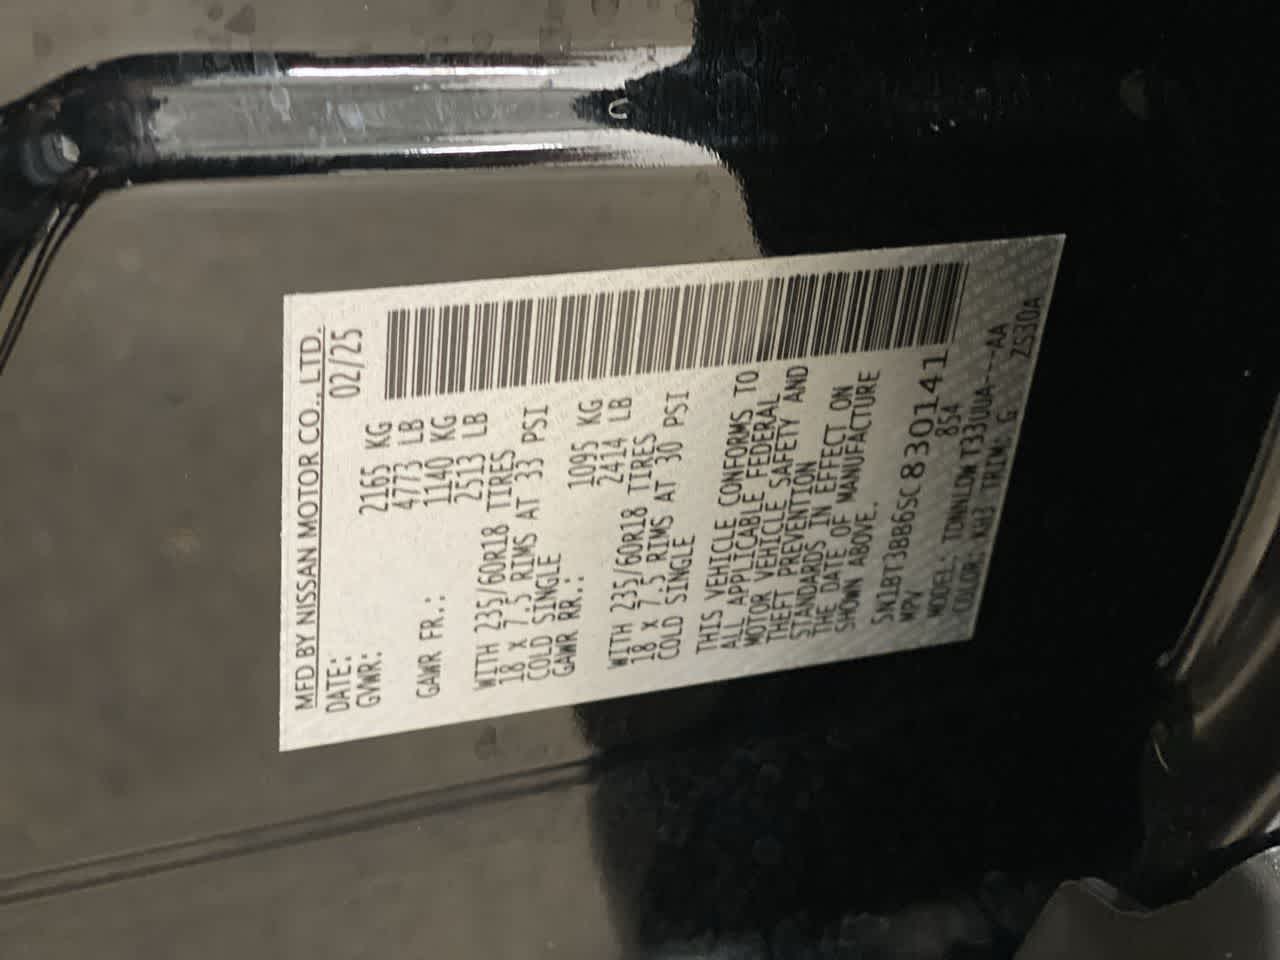 MFD BY NISSAN MOTOR CO., LTD.
DATE: 02/25
GVWR: 2165 KG
4773 LB
GAWR FR.: 1140 KG
2513 LB
WITH 235/60R18 TIRES
18 X 7.5 RIMS AT 33 PSI
COLD SINGLE
GAWR RR.: 1095 KG
2414 LB
WITH 235/60R18 TIRES
18 X 7.5 RIMS AT 30 PSI
COLD SINGLE
THIS VEHICLE CONFORMS TO
ALL APPLICABLE FEDERAL
MOTOR VEHICLE SAFETY AND
THEFT PREVENTION
STANDARDS IN EFFECT ON
THE DATE OF MANUFACTURE
SHOWN ABOVE.
5N1BT3BB6SC830141
MPV 854
MODEL: TDNNLDWT33UUA---AA
COLOR: KH3 TRIM: G ZS30A